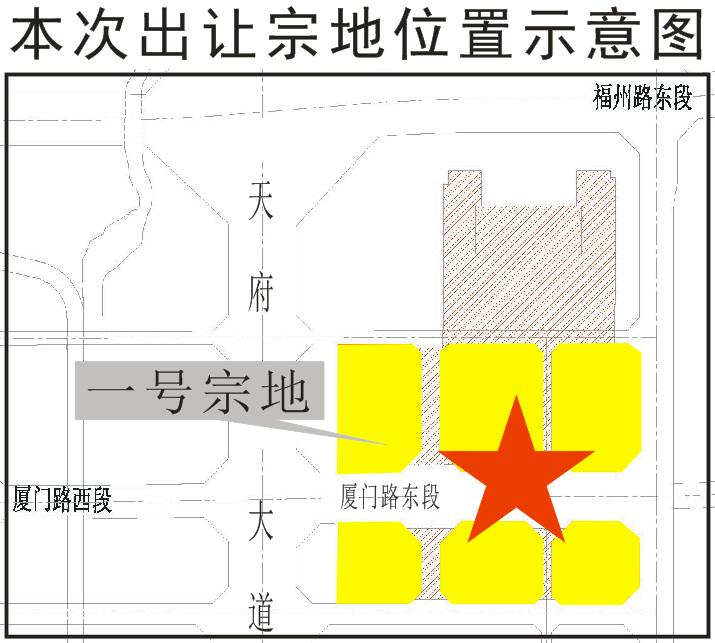 本次出让宗地位置示意图
福州路东段
天府大道
一号宗地
厦门路西段
厦门路东段